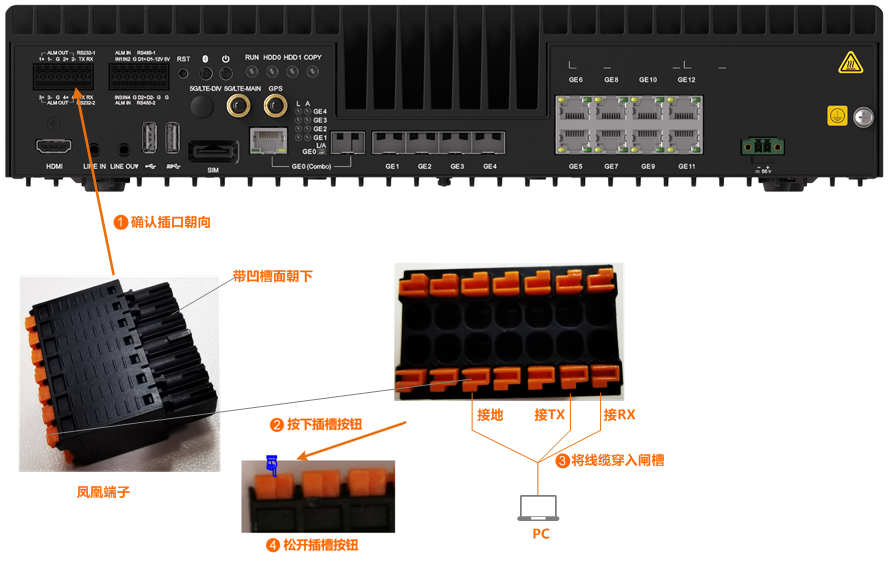 ALM OUT RS232-1
1+ 1- G 2+ 2- TX RX
3+ 3- G 4+ 4- TX RX
ALM OUT RS232-2
ALM IN RS485-1
IN1IN2 G D1+D1-12V 5V
IN3IN4 G D2+D2- G G
ALM IN RS485-2
RST
RUN HDD0 HDD1 COPY
5G/LTE-DIV 5G/LTE-MAIN GPS
L A
GE4
GE3
GE2
GE1
L/A
GE0
HDMI LINE IN LINE OUT SIM
GE0 (Combo) GE1 GE2 GE3 GE4
GE6 GE8 GE10 GE12
GE5 GE7 GE9 GE11
- +
56 V
1 确认插口朝向
带凹槽面朝下
接地 接TX 接RX
2 按下插槽按钮
3 将线缆穿入闸槽
凤凰端子
4 松开插槽按钮
PC